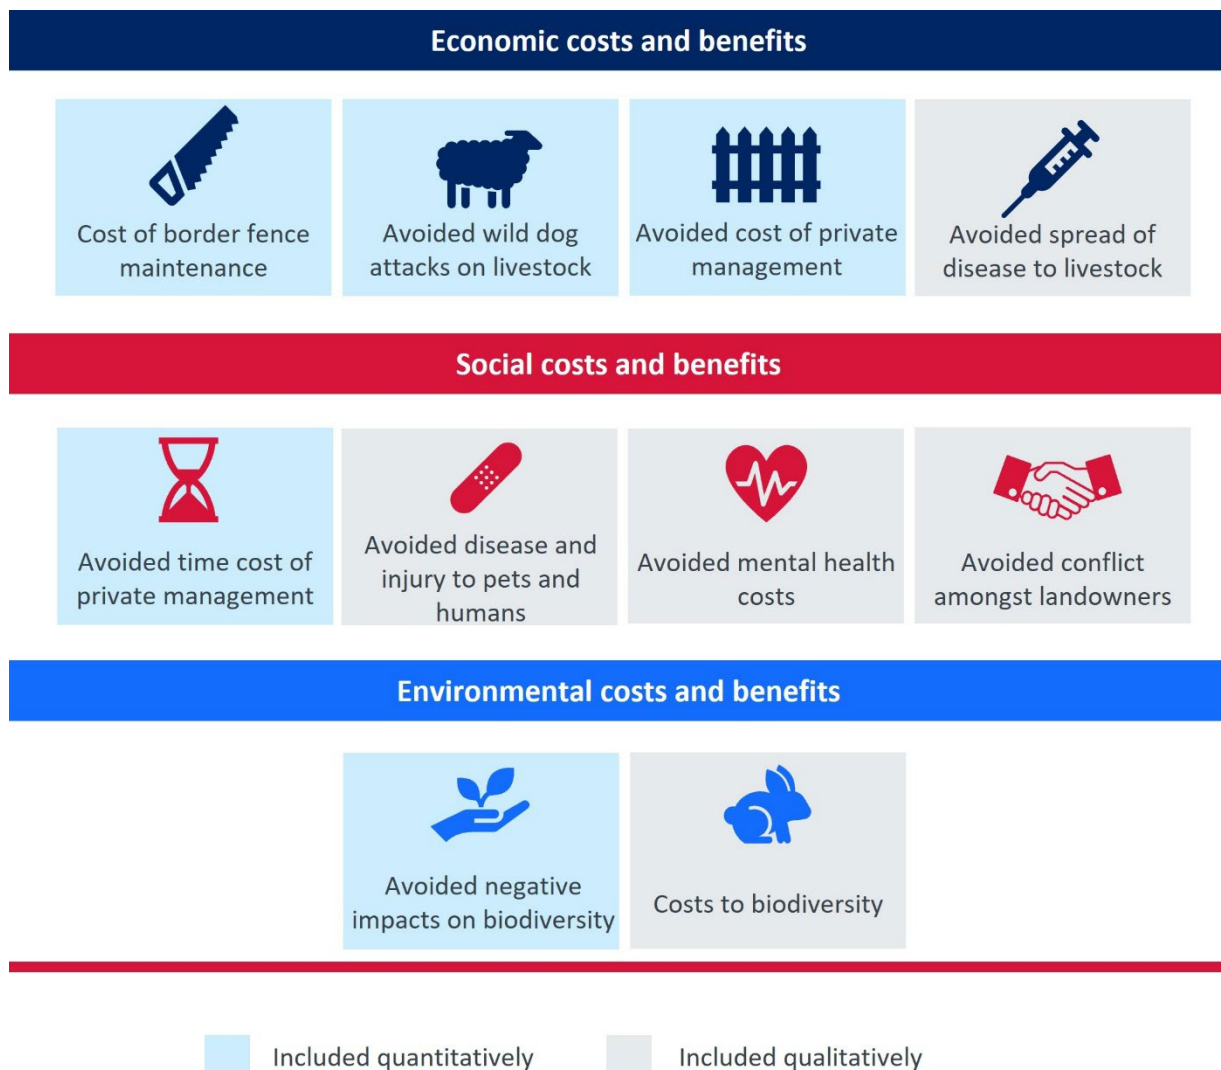 Economic costs and benefits
Cost of border fence
maintenance
Avoided wild dog
attacks on livestock
Avoided cost of private
management
Avoided spread of
disease to livestock
Social costs and benefits
Avoided time cost of
private management
Avoided disease and
injury to pets and
humans
Avoided mental health
costs
Avoided conflict
amongst landowners
Environmental costs and benefits
Avoided negative
impacts on biodiversity
Costs to biodiversity
Included quantitatively
Included qualitatively